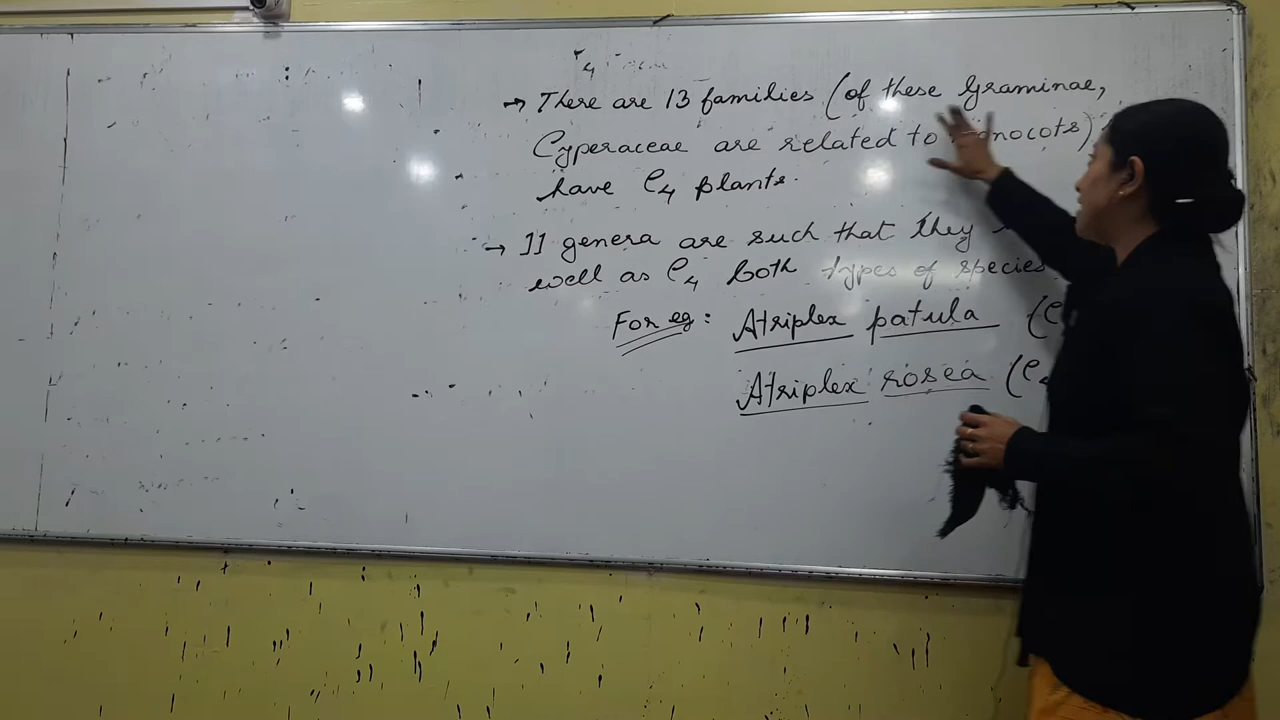 → There are 13 families (of these Graminae,
Cyperaceae are related to monocots)
have C4 plants.
→ 11 genera are such that they
well as C4 both types of species
For eg: Atriplex patula (C
Atriplex rosea (C4